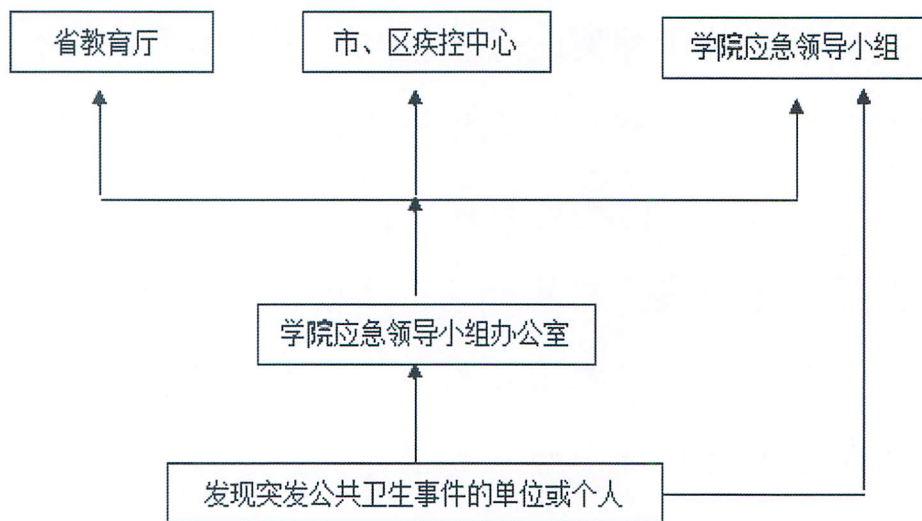 省教育厅
市、区疾控中心
学院应急领导小组
学院应急领导小组办公室
发现突发公共卫生事件的单位或个人